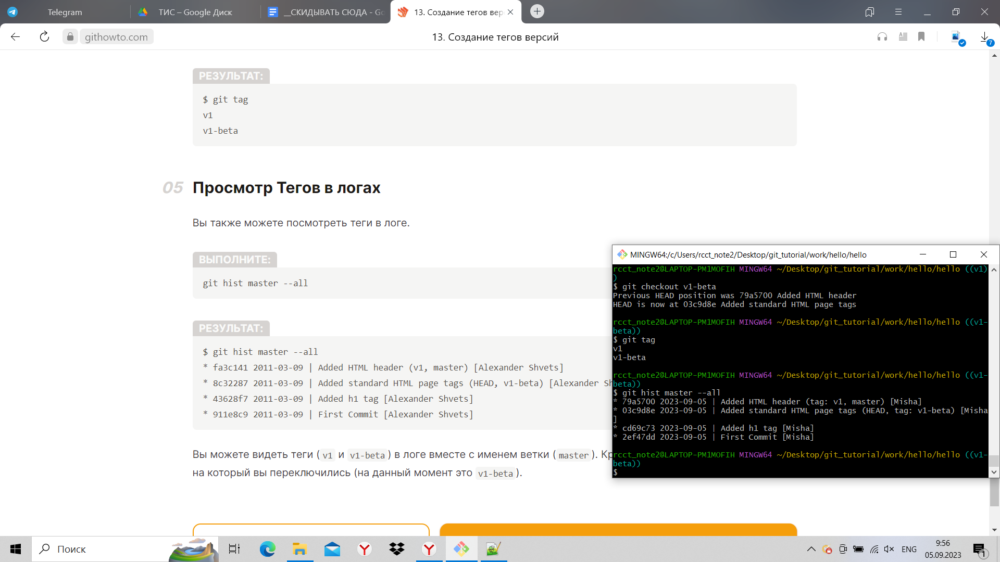 Telegram
ТИС – Google Диск
__СКИДЫВАТЬ СЮДА - Go
13. Создание тегов вер
githowto.com
13. Создание тегов версий
7
РЕЗУЛЬТАТ:
$ git tag
v1
v1-beta
05 Просмотр Тегов в логах
Вы также можете посмотреть теги в логе.
ВЫПОЛНИТЕ:
git hist master --all
РЕЗУЛЬТАТ:
$ git hist master --all
* fa3c141 2011-03-09 | Added HTML header (v1, master) [Alexander Shvets]
* 8c32287 2011-03-09 | Added standard HTML page tags (HEAD, v1-beta) [Alexander Sh
* 43628f7 2011-03-09 | Added h1 tag [Alexander Shvets]
* 911e8c9 2011-03-09 | First Commit [Alexander Shvets]
Вы можете видеть теги ( v1 и v1-beta ) в логе вместе с именем ветки ( master ). Кр
на который вы переключились (на данный момент это v1-beta ).
MINGW64:/c/Users/rcct_note2/Desktop/git_tutorial/work/hello/hello
rcct_note2@LAPTOP-PM1MOFIH MINGW64 ~/Desktop/git_tutorial/work/hello/hello ((v1)
)
$ git checkout v1-beta
Previous HEAD position was 79a5700 Added HTML header
HEAD is now at 03c9d8e Added standard HTML page tags
rcct_note2@LAPTOP-PM1MOFIH MINGW64 ~/Desktop/git_tutorial/work/hello/hello ((v1-
beta))
$ git tag
v1
v1-beta
rcct_note2@LAPTOP-PM1MOFIH MINGW64 ~/Desktop/git_tutorial/work/hello/hello ((v1-
beta))
$ git hist master --all
* 79a5700 2023-09-05 | Added HTML header (tag: v1, master) [Misha]
* 03c9d8e 2023-09-05 | Added standard HTML page tags (HEAD, tag: v1-beta) [Misha
]
* cd69c73 2023-09-05 | Added h1 tag [Misha]
* 2ef47dd 2023-09-05 | First Commit [Misha]
rcct_note2@LAPTOP-PM1MOFIH MINGW64 ~/Desktop/git_tutorial/work/hello/hello ((v1-
beta))
$
Поиск
ENG
9:56
05.09.2023
1